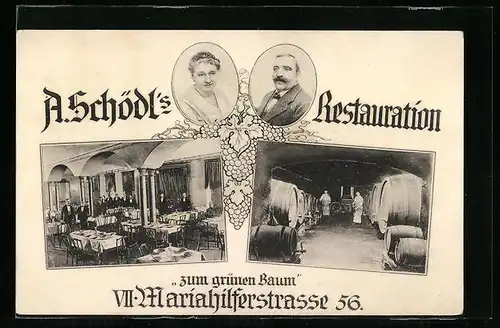 A. Schödl's Restauration
„zum grünen Baum"
VII. Mariahilferstrasse 56.